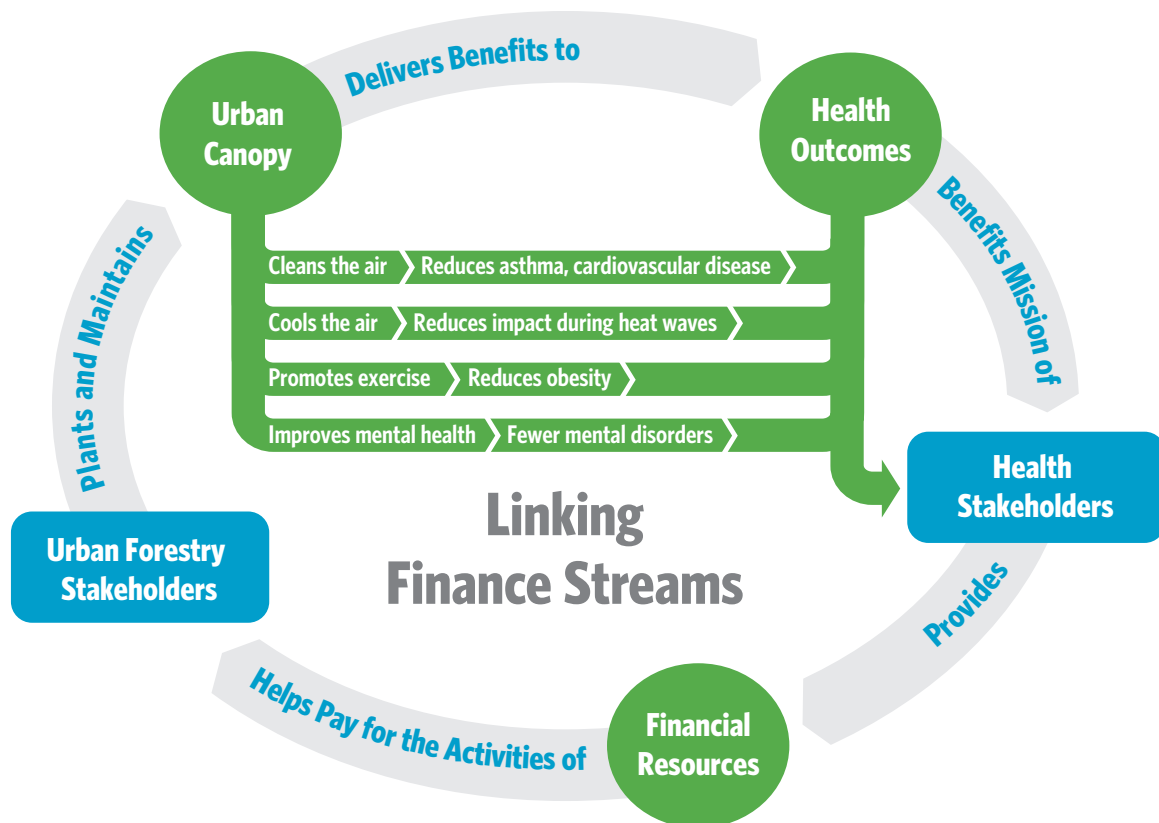 Delivers Benefits to
Urban
Canopy
Health
Outcomes
Benefits Mission of
Cleans the air
Reduces asthma, cardiovascular disease
Cools the air
Reduces impact during heat waves
Promotes exercise
Reduces obesity
Improves mental health
Fewer mental disorders
Plants and Maintains
Linking
Finance Streams
Health
Stakeholders
Urban Forestry
Stakeholders
Provides
Helps Pay for the Activities of
Financial
Resources